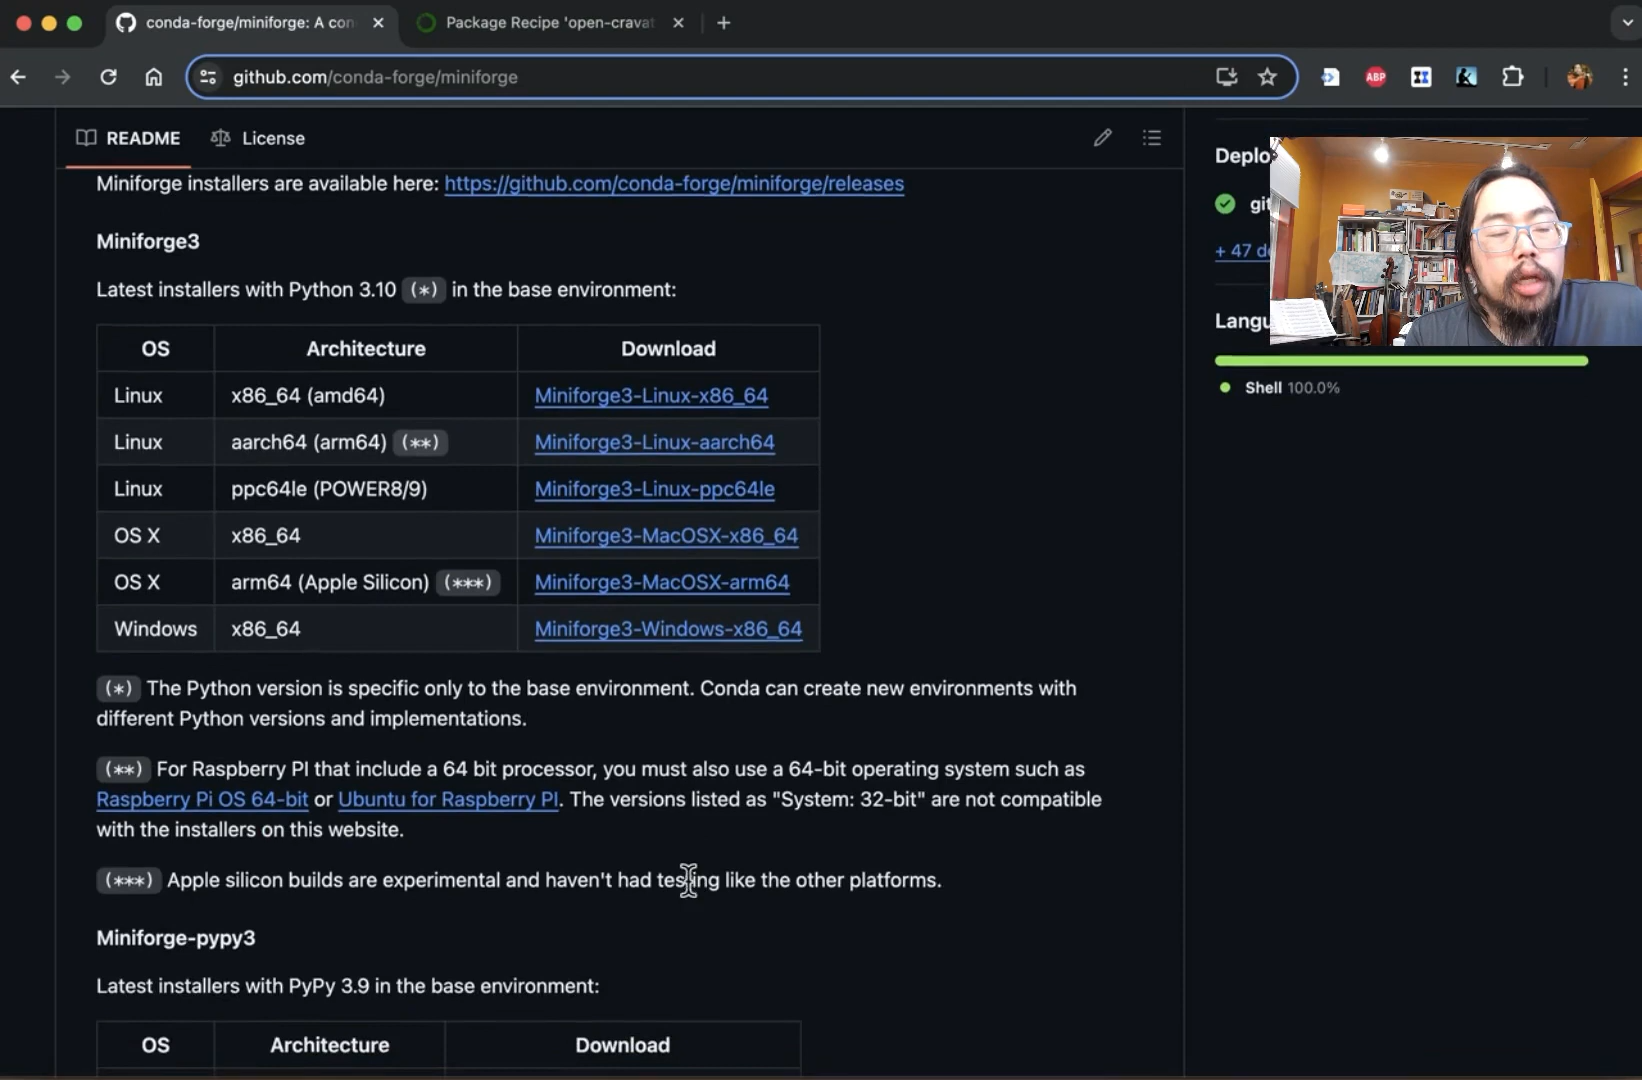 conda-forge/miniforge: A con
Package Recipe 'open-cravat
github.com/conda-forge/miniforge
ABP
README
License
Miniforge installers are available here: https://github.com/conda-forge/miniforge/releases
Miniforge3
Latest installers with Python 3.10 (*) in the base environment:
OS Architecture Download
Linux x86_64 (amd64) Miniforge3-Linux-x86_64
Linux aarch64 (arm64) (**) Miniforge3-Linux-aarch64
Linux ppc64le (POWER8/9) Miniforge3-Linux-ppc64le
OS X x86_64 Miniforge3-MacOSX-x86_64
OS X arm64 (Apple Silicon) (***) Miniforge3-MacOSX-arm64
Windows x86_64 Miniforge3-Windows-x86_64
(*) The Python version is specific only to the base environment. Conda can create new environments with
different Python versions and implementations.
(**) For Raspberry PI that include a 64 bit processor, you must also use a 64-bit operating system such as
Raspberry Pi OS 64-bit or Ubuntu for Raspberry PI. The versions listed as "System: 32-bit" are not compatible
with the installers on this website.
(***) Apple silicon builds are experimental and haven't had testing like the other platforms.
Miniforge-pypy3
Latest installers with PyPy 3.9 in the base environment:
OS Architecture Download
Deplo
git
+ 47 de
Langu
Shell 100.0%